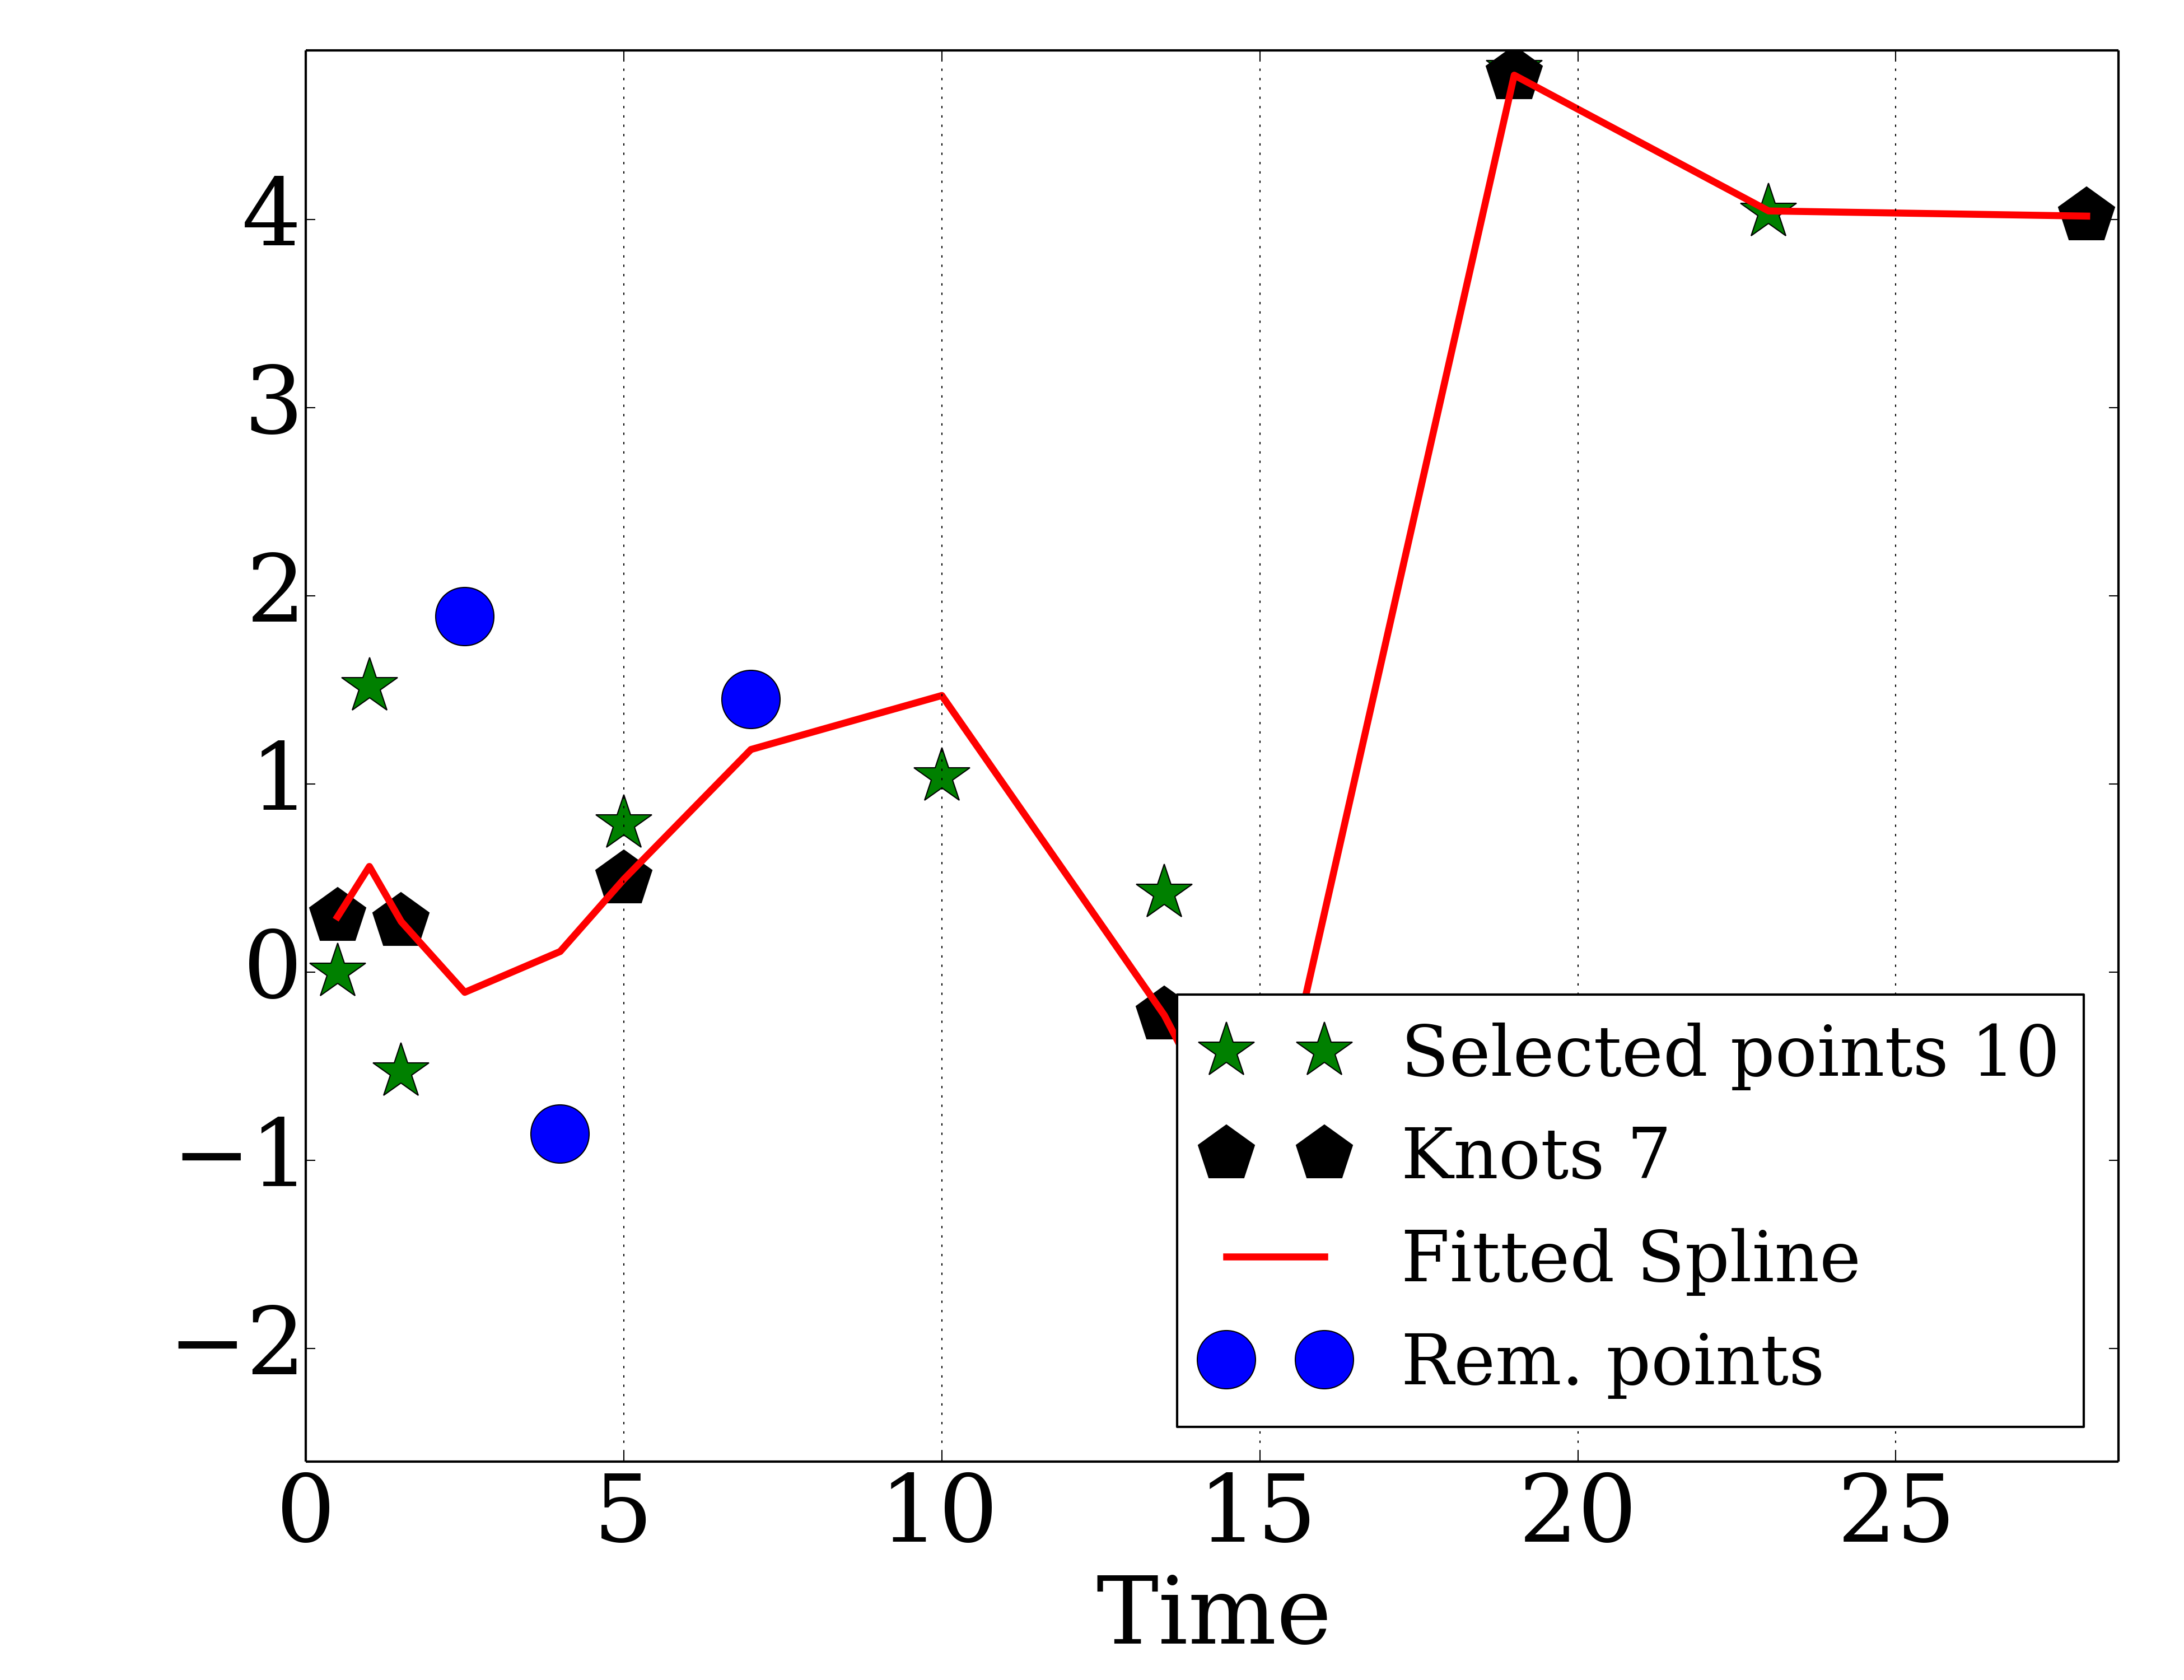 4
3
2
1
0
−1
−2
0 5 10 15 20 25
Time
Selected points 10
Knots 7
Fitted Spline
Rem. points